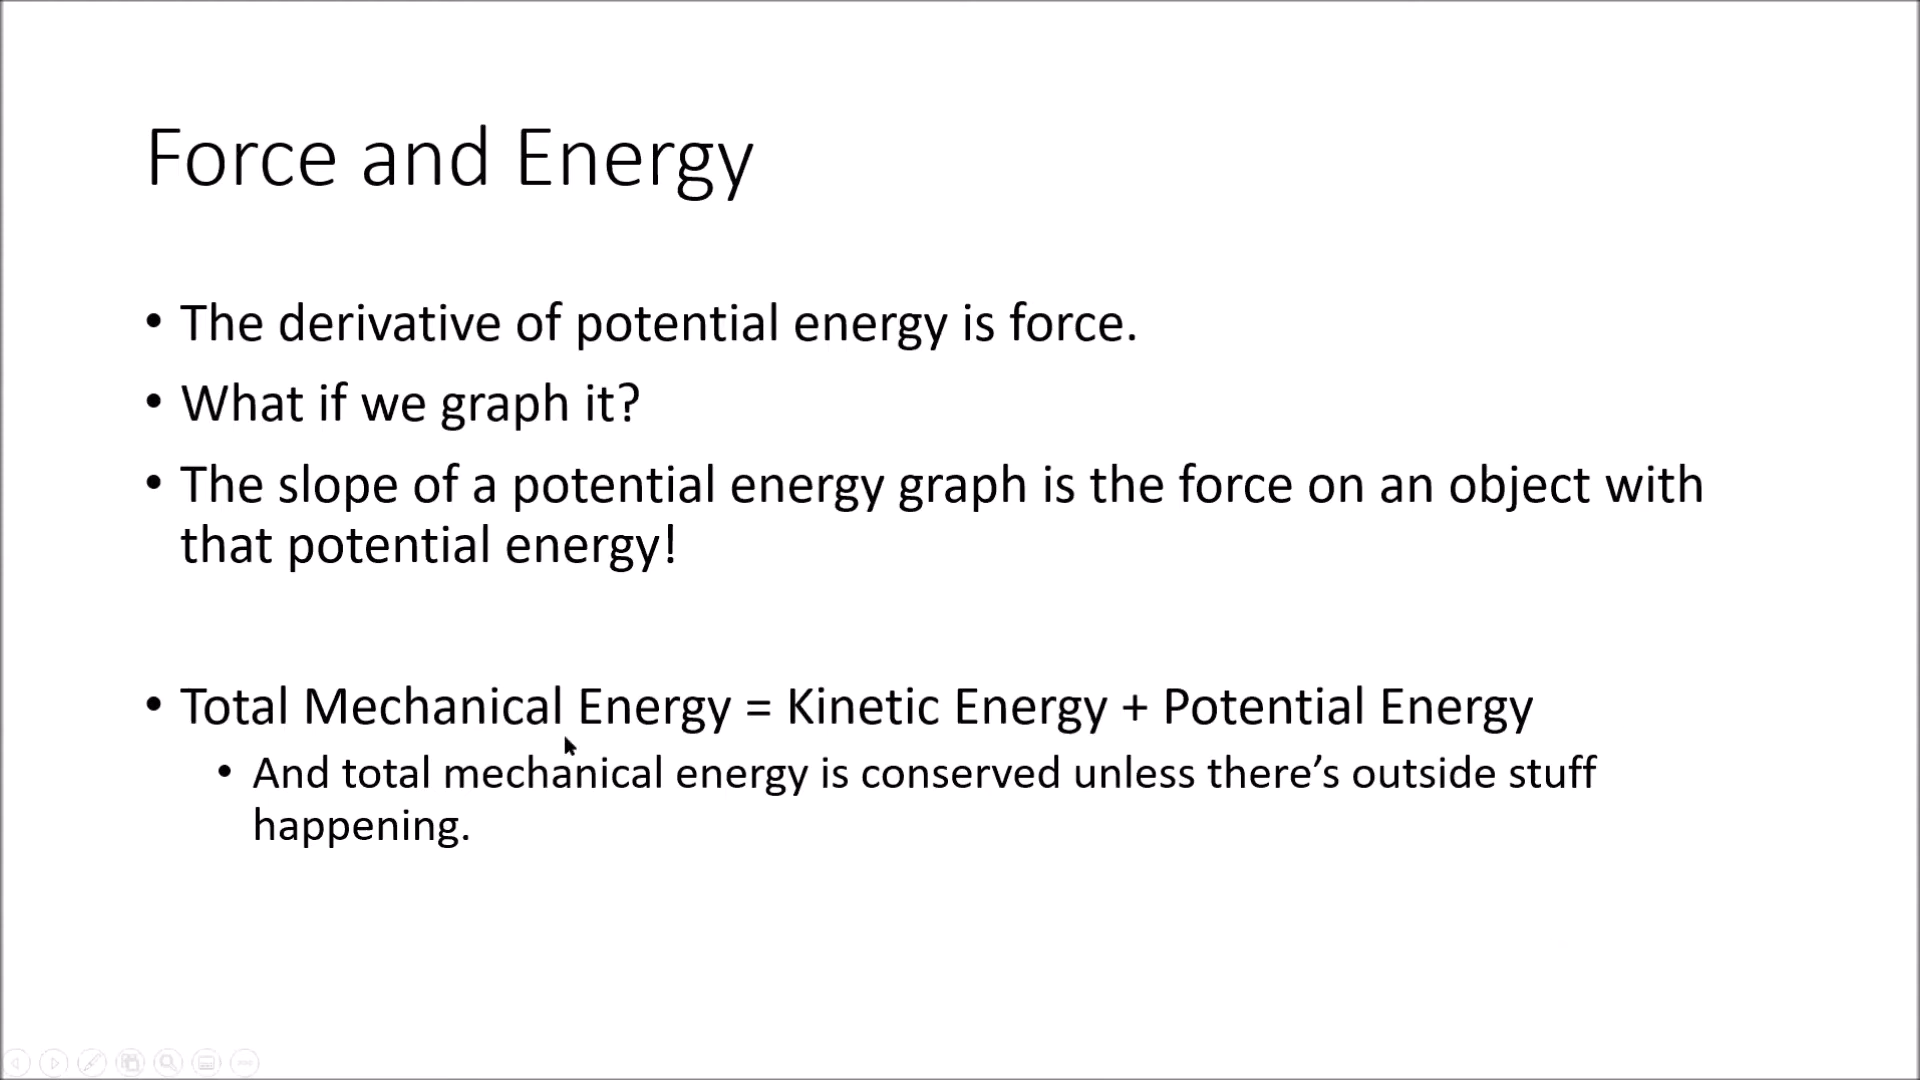 Force and Energy
• The derivative of potential energy is force.
• What if we graph it?
• The slope of a potential energy graph is the force on an object with
that potential energy!
• Total Mechanical Energy = Kinetic Energy + Potential Energy
• And total mechanical energy is conserved unless there’s outside stuff
happening.